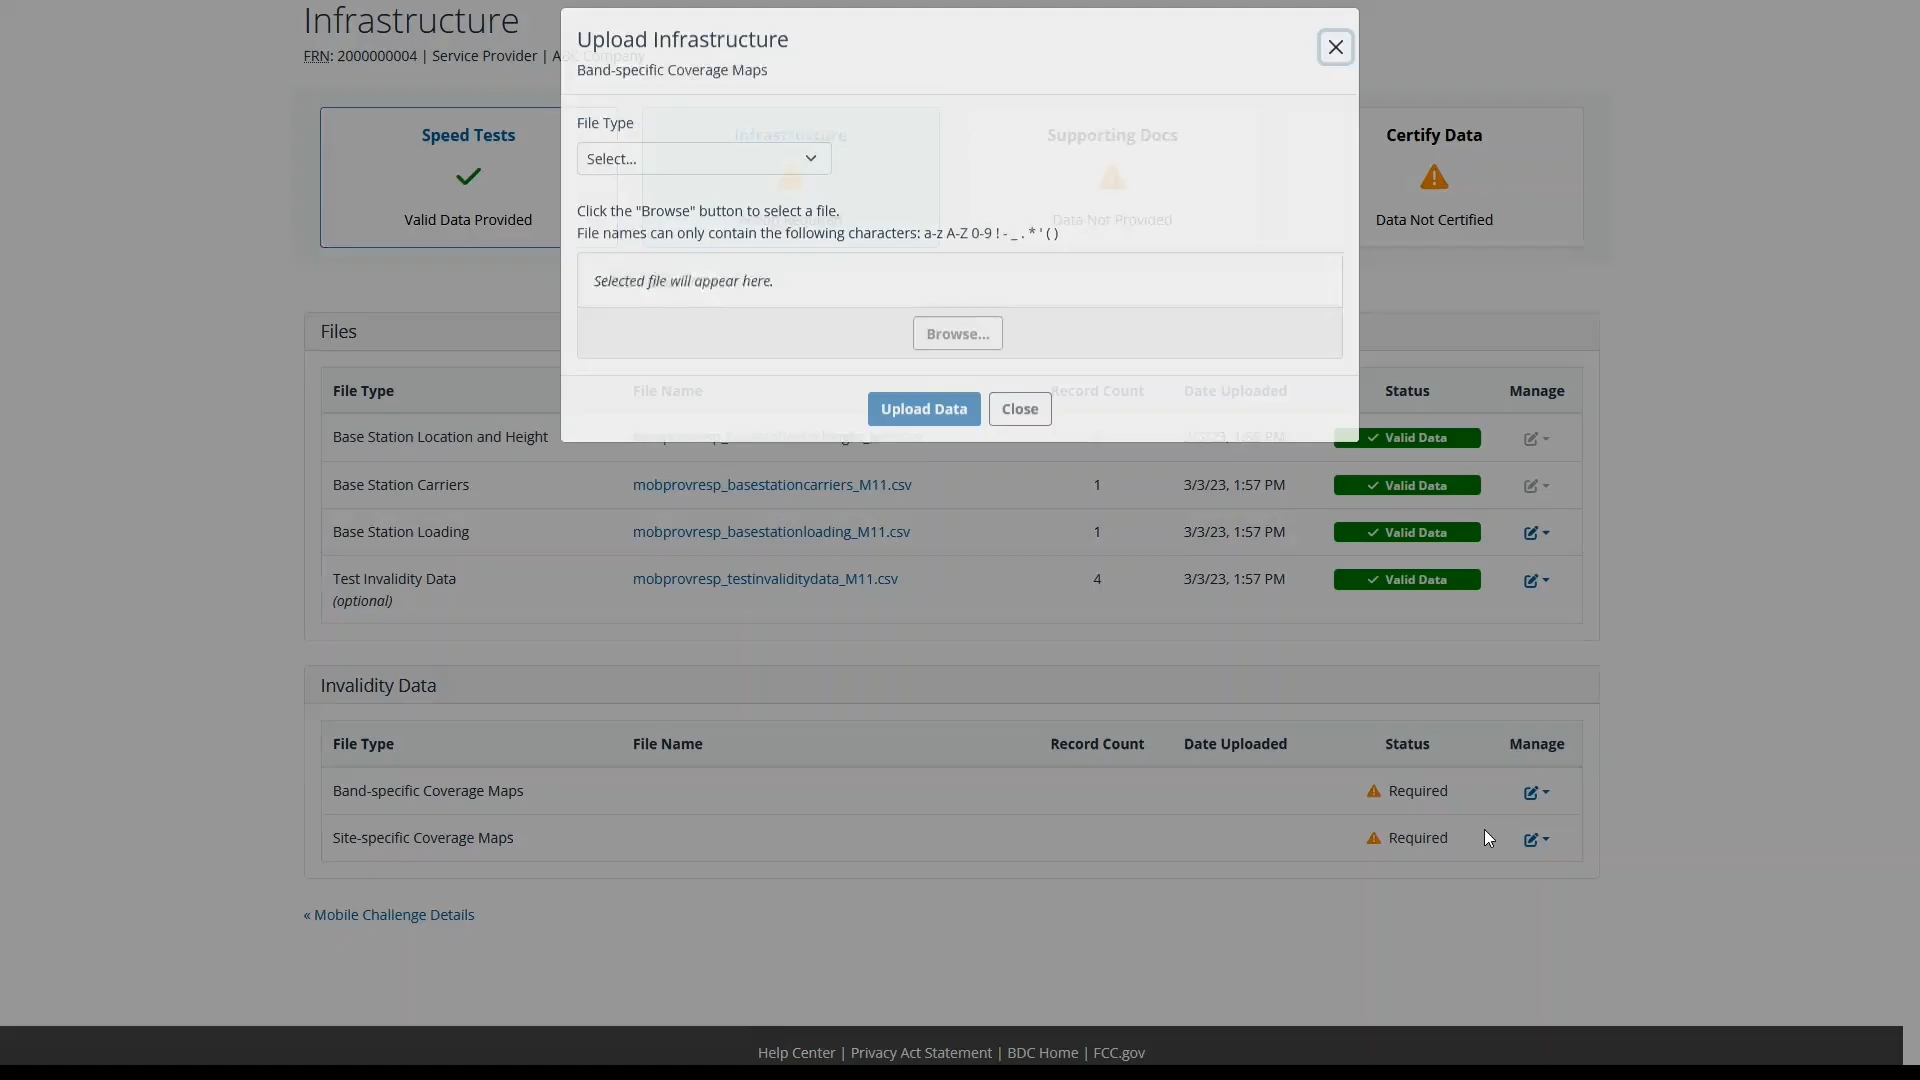 Infrastructure
FRN: 2000000004 | Service Provider | ABC Company
Upload Infrastructure
Band-specific Coverage Maps
File Type
Select...
Click the "Browse" button to select a file.
File names can only contain the following characters: a-z A-Z 0-9 ! - _ . * ' ( )
Selected file will appear here.
Browse...
Upload Data
Close
Speed Tests
Valid Data Provided
Infrastructure
Supporting Docs
Data Not Provided
Certify Data
Data Not Certified
Files
File Type File Name Record Count Date Uploaded Status Manage
Base Station Location and Height Valid Data
Base Station Carriers mobprovresp_basestationcarriers_M11.csv 1 3/3/23, 1:57 PM Valid Data
Base Station Loading mobprovresp_basestationloading_M11.csv 1 3/3/23, 1:57 PM Valid Data
Test Invalidity Data mobprovresp_testinvaliditydata_M11.csv 4 3/3/23, 1:57 PM Valid Data
(optional)
Invalidity Data
File Type File Name Record Count Date Uploaded Status Manage
Band-specific Coverage Maps Required
Site-specific Coverage Maps Required
« Mobile Challenge Details
Help Center | Privacy Act Statement | BDC Home | FCC.gov